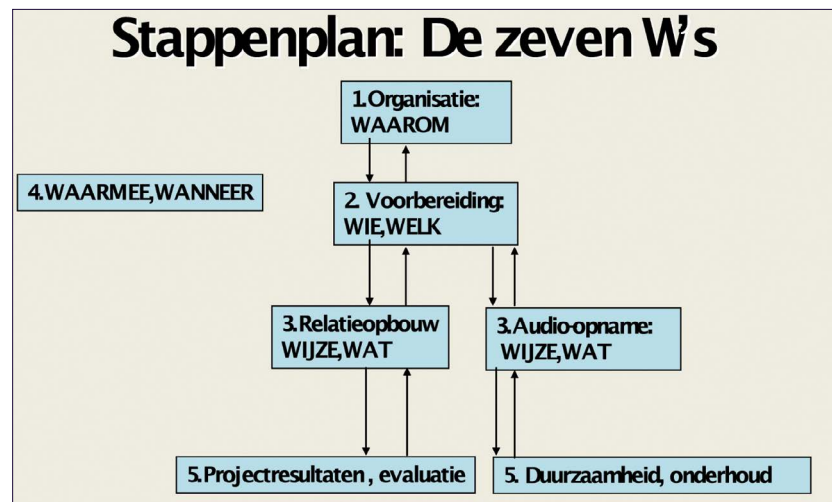 Stappenplan: De zeven W's
1.Organisatie:
WAAROM
4.WAARMEE,WANNEER
2. Voorbereiding:
WIE,WELK
3.Relatieopbouw
WIJZE,WAT
3.Audio-opname:
WIJZE,WAT
5.Projectresultaten , evaluatie
5. Duurzaamheid, onderhoud